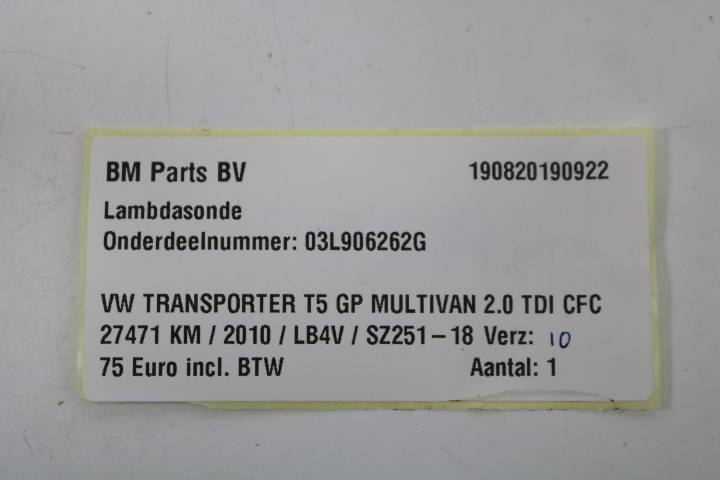 BM Parts BV 190820190922
Lambdasonde
Onderdeelnummer: 03L906262G
VW TRANSPORTER T5 GP MULTIVAN 2.0 TDI CFC
27471 KM / 2010 / LB4V / SZ251-18 Verz: 10
75 Euro incl. BTW Aantal: 1